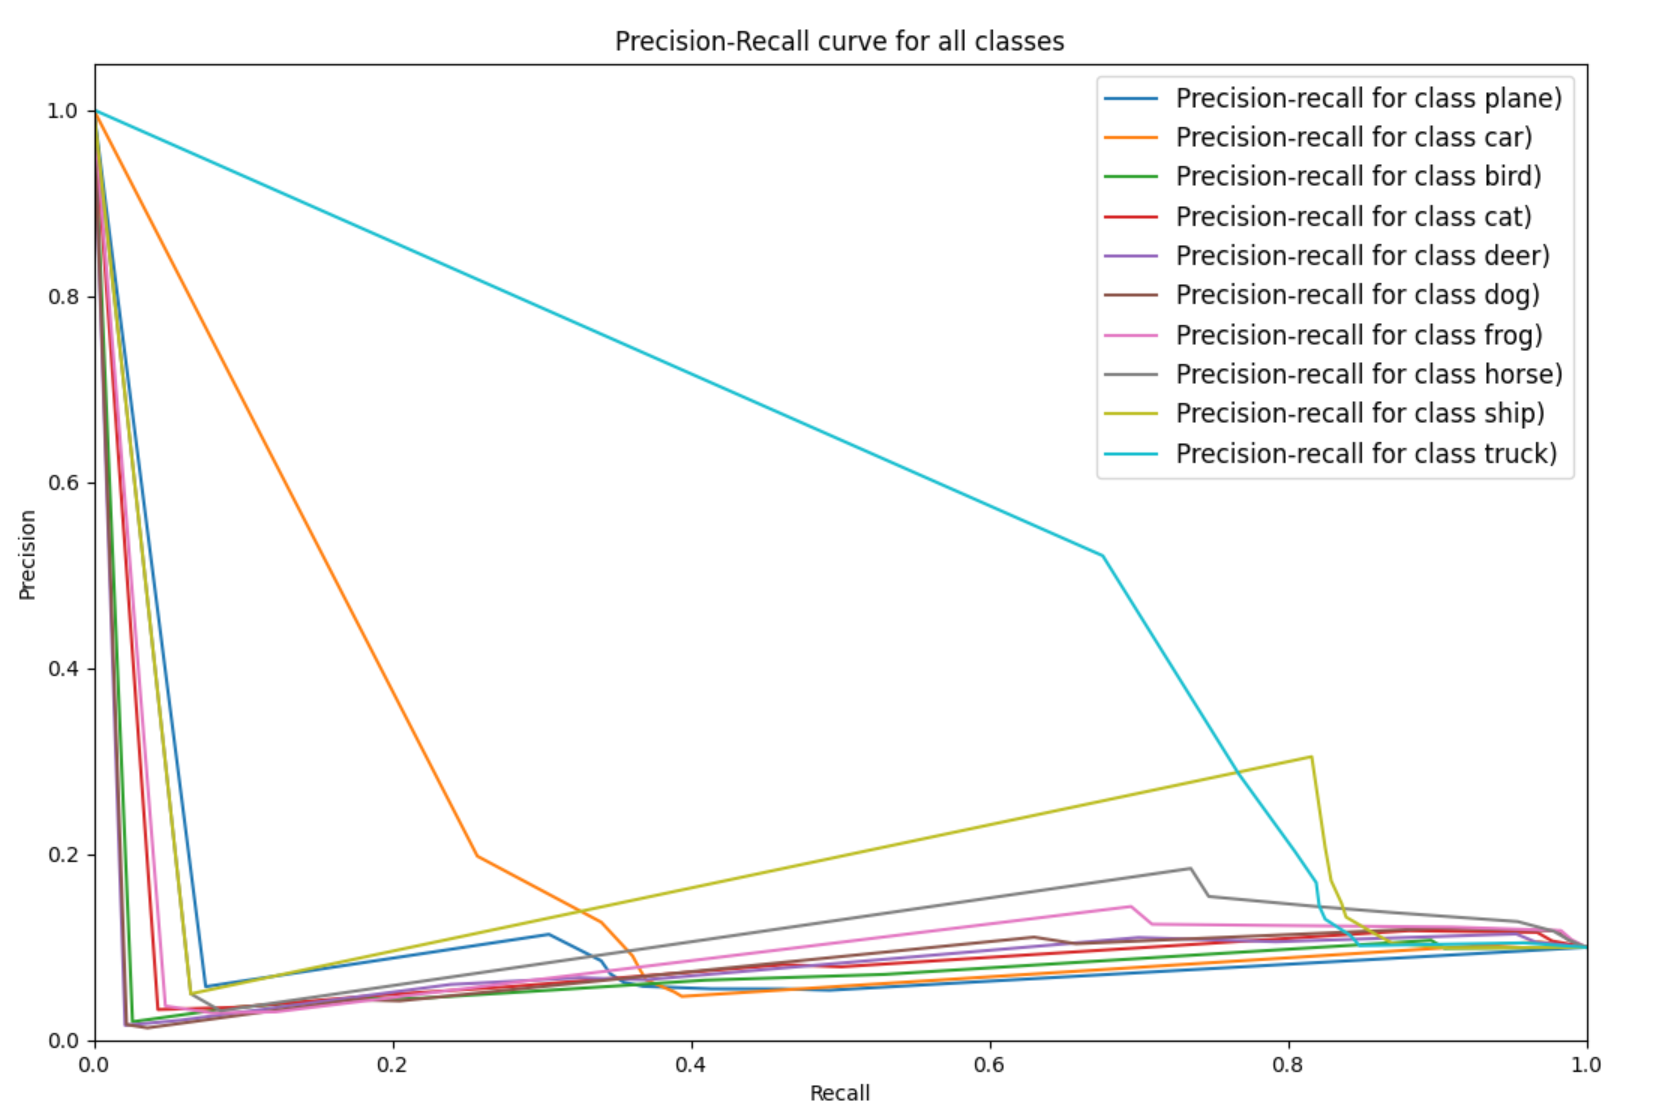 Precision-Recall curve for all classes
1.0
0.8
0.6
0.4
0.2
0.0
Precision
Precision-recall for class plane)
Precision-recall for class car)
Precision-recall for class bird)
Precision-recall for class cat)
Precision-recall for class deer)
Precision-recall for class dog)
Precision-recall for class frog)
Precision-recall for class horse)
Precision-recall for class ship)
Precision-recall for class truck)
0.0 0.2 0.4 0.6 0.8 1.0
Recall